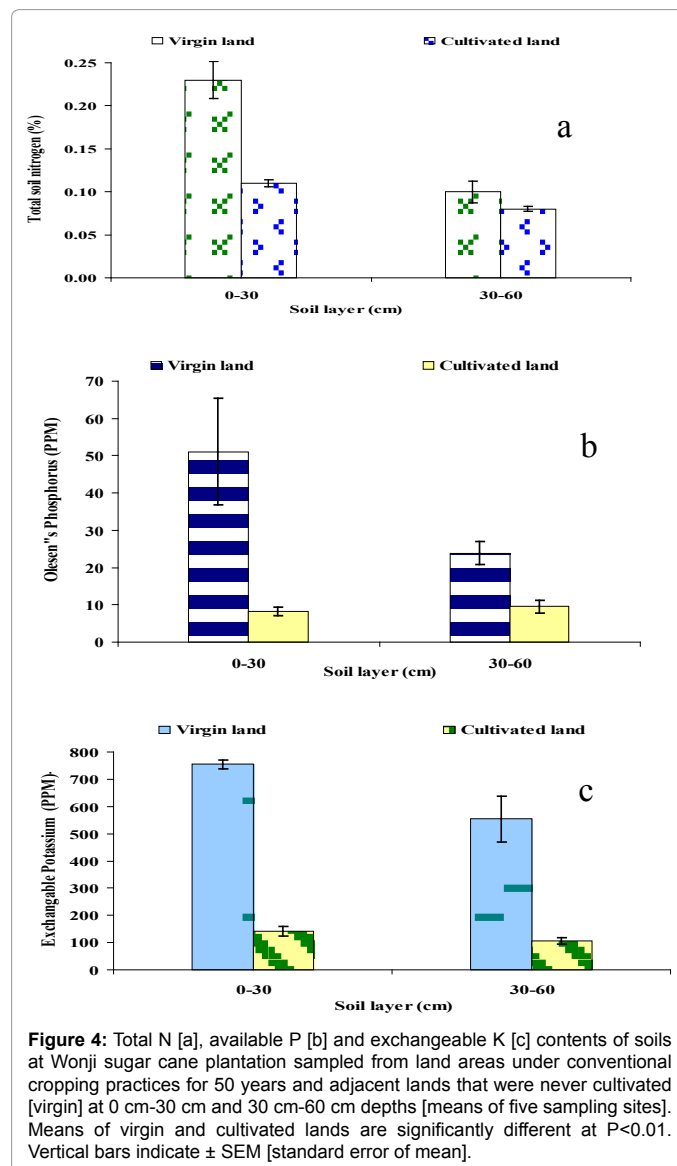 Virgin land Cultivated land
0.25
0.20
0.15
0.10
0.05
0.00
Total soil nitrogen (%)
a
0-30 30-60
Soil layer (cm)
Virgin land Cultivated land
70
60
50
40
30
20
10
0
Olesen"s Phosphorus (PPM)
b
0-30 30-60
Soil layer (cm)
Virgin land Cultivated land
800
700
600
500
400
300
200
100
0
Exchangable Potassium (PPM)
c
0-30 30-60
Soil layer (cm)
Figure 4: Total N [a], available P [b] and exchangeable K [c] contents of soils
at Wonji sugar cane plantation sampled from land areas under conventional
cropping practices for 50 years and adjacent lands that were never cultivated
[virgin] at 0 cm-30 cm and 30 cm-60 cm depths [means of five sampling sites].
Means of virgin and cultivated lands are significantly different at P<0.01.
Vertical bars indicate ± SEM [standard error of mean].